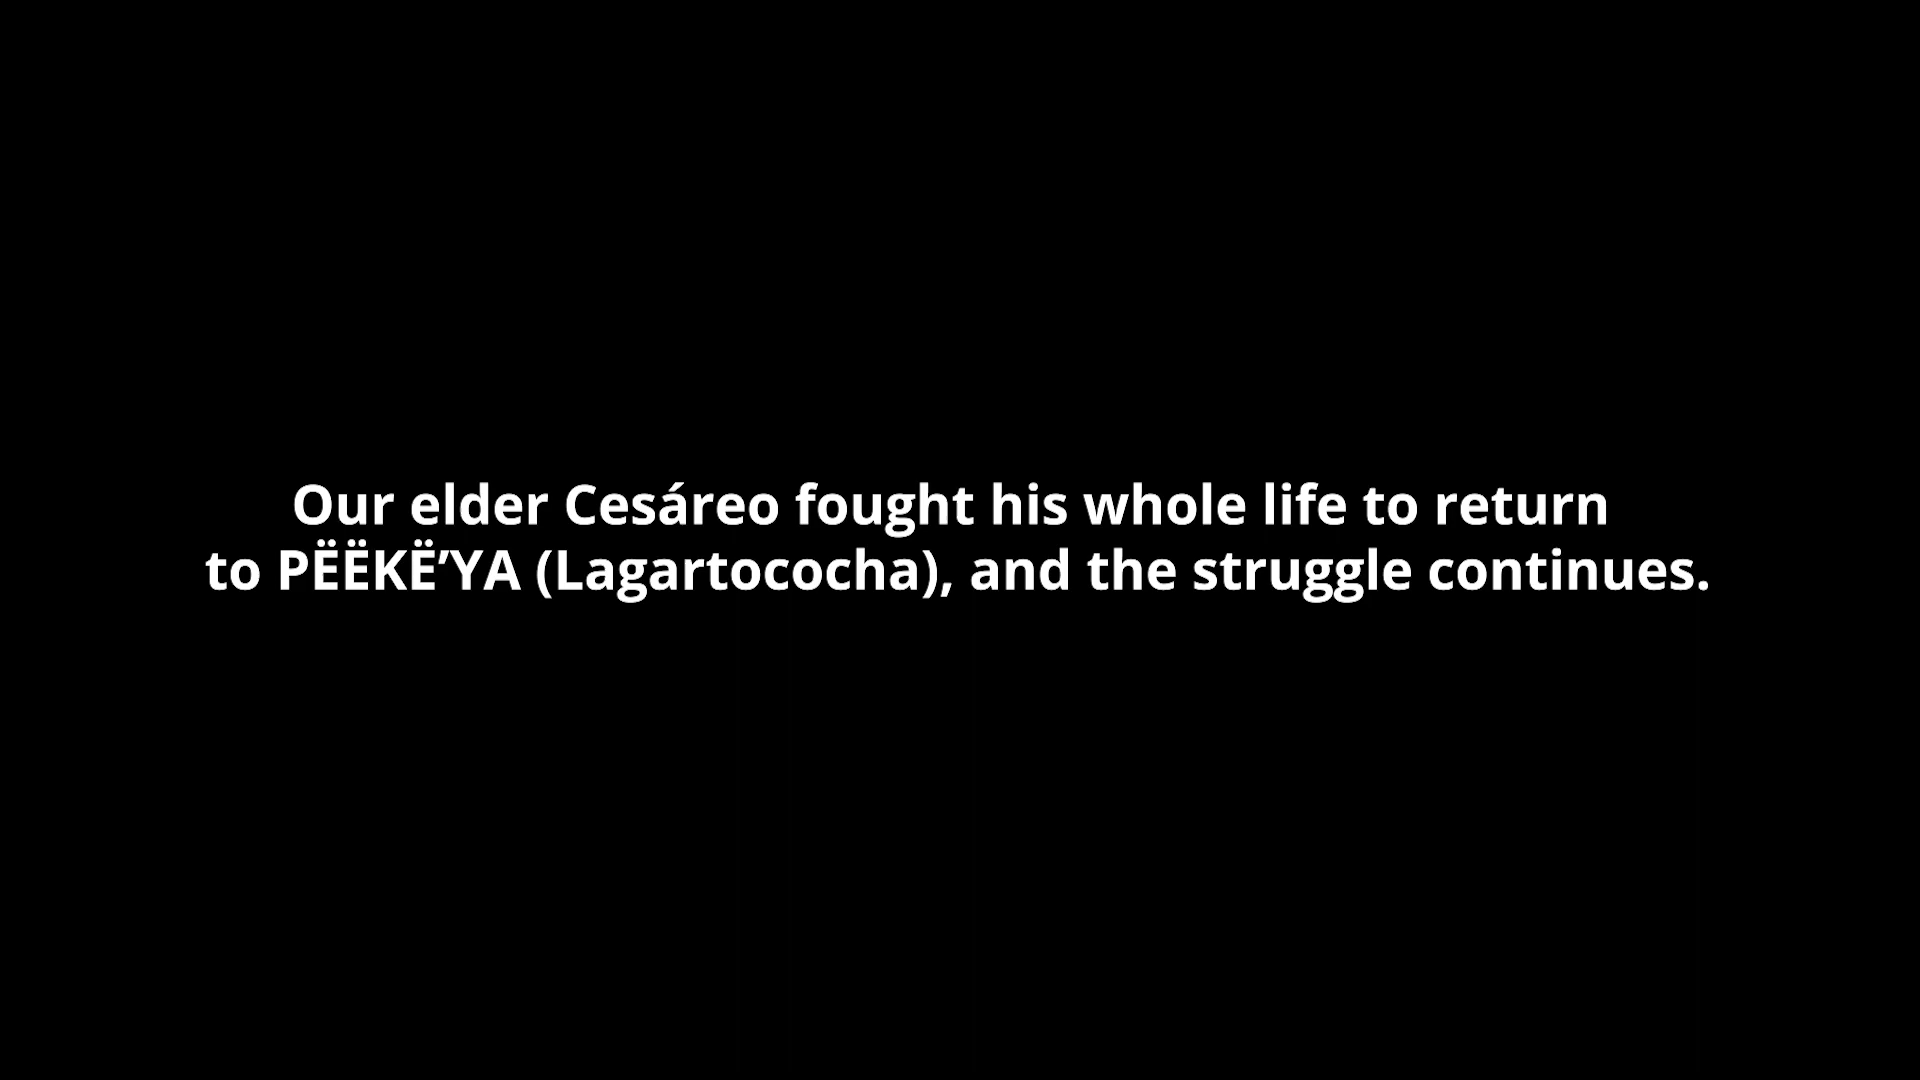 Our elder Cesáreo fought his whole life to return
to PËËKË’YA (Lagartococha), and the struggle continues.